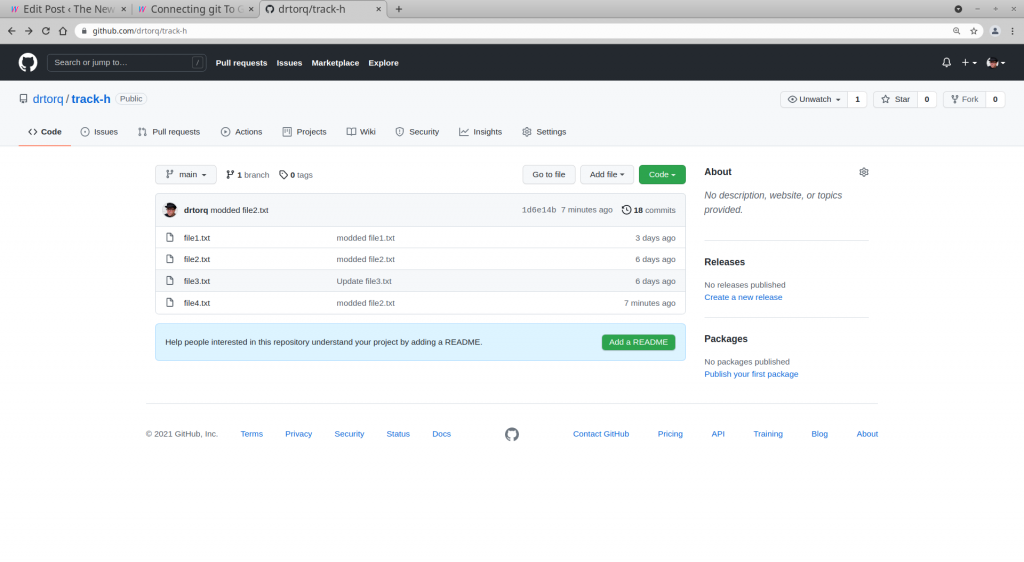 Edit Post ‹ The New
Connecting git To G
drtorq/track-h
github.com/drtorq/track-h
Search or jump to…
/
Pull requests
Issues
Marketplace
Explore
drtorq / track-h
Public
Unwatch
1
Star
0
Fork
0
Code
Issues
Pull requests
Actions
Projects
Wiki
Security
Insights
Settings
main
1 branch
0 tags
Go to file
Add file
Code
drtorq modded file2.txt
1d6e14b 7 minutes ago
18 commits
file1.txt modded file1.txt 3 days ago
file2.txt modded file2.txt 6 days ago
file3.txt Update file3.txt 6 days ago
file4.txt modded file2.txt 7 minutes ago
Help people interested in this repository understand your project by adding a README.
Add a README
About
No description, website, or topics
provided.
Releases
No releases published
Create a new release
Packages
No packages published
Publish your first package
© 2021 GitHub, Inc.
Terms
Privacy
Security
Status
Docs
Contact GitHub
Pricing
API
Training
Blog
About